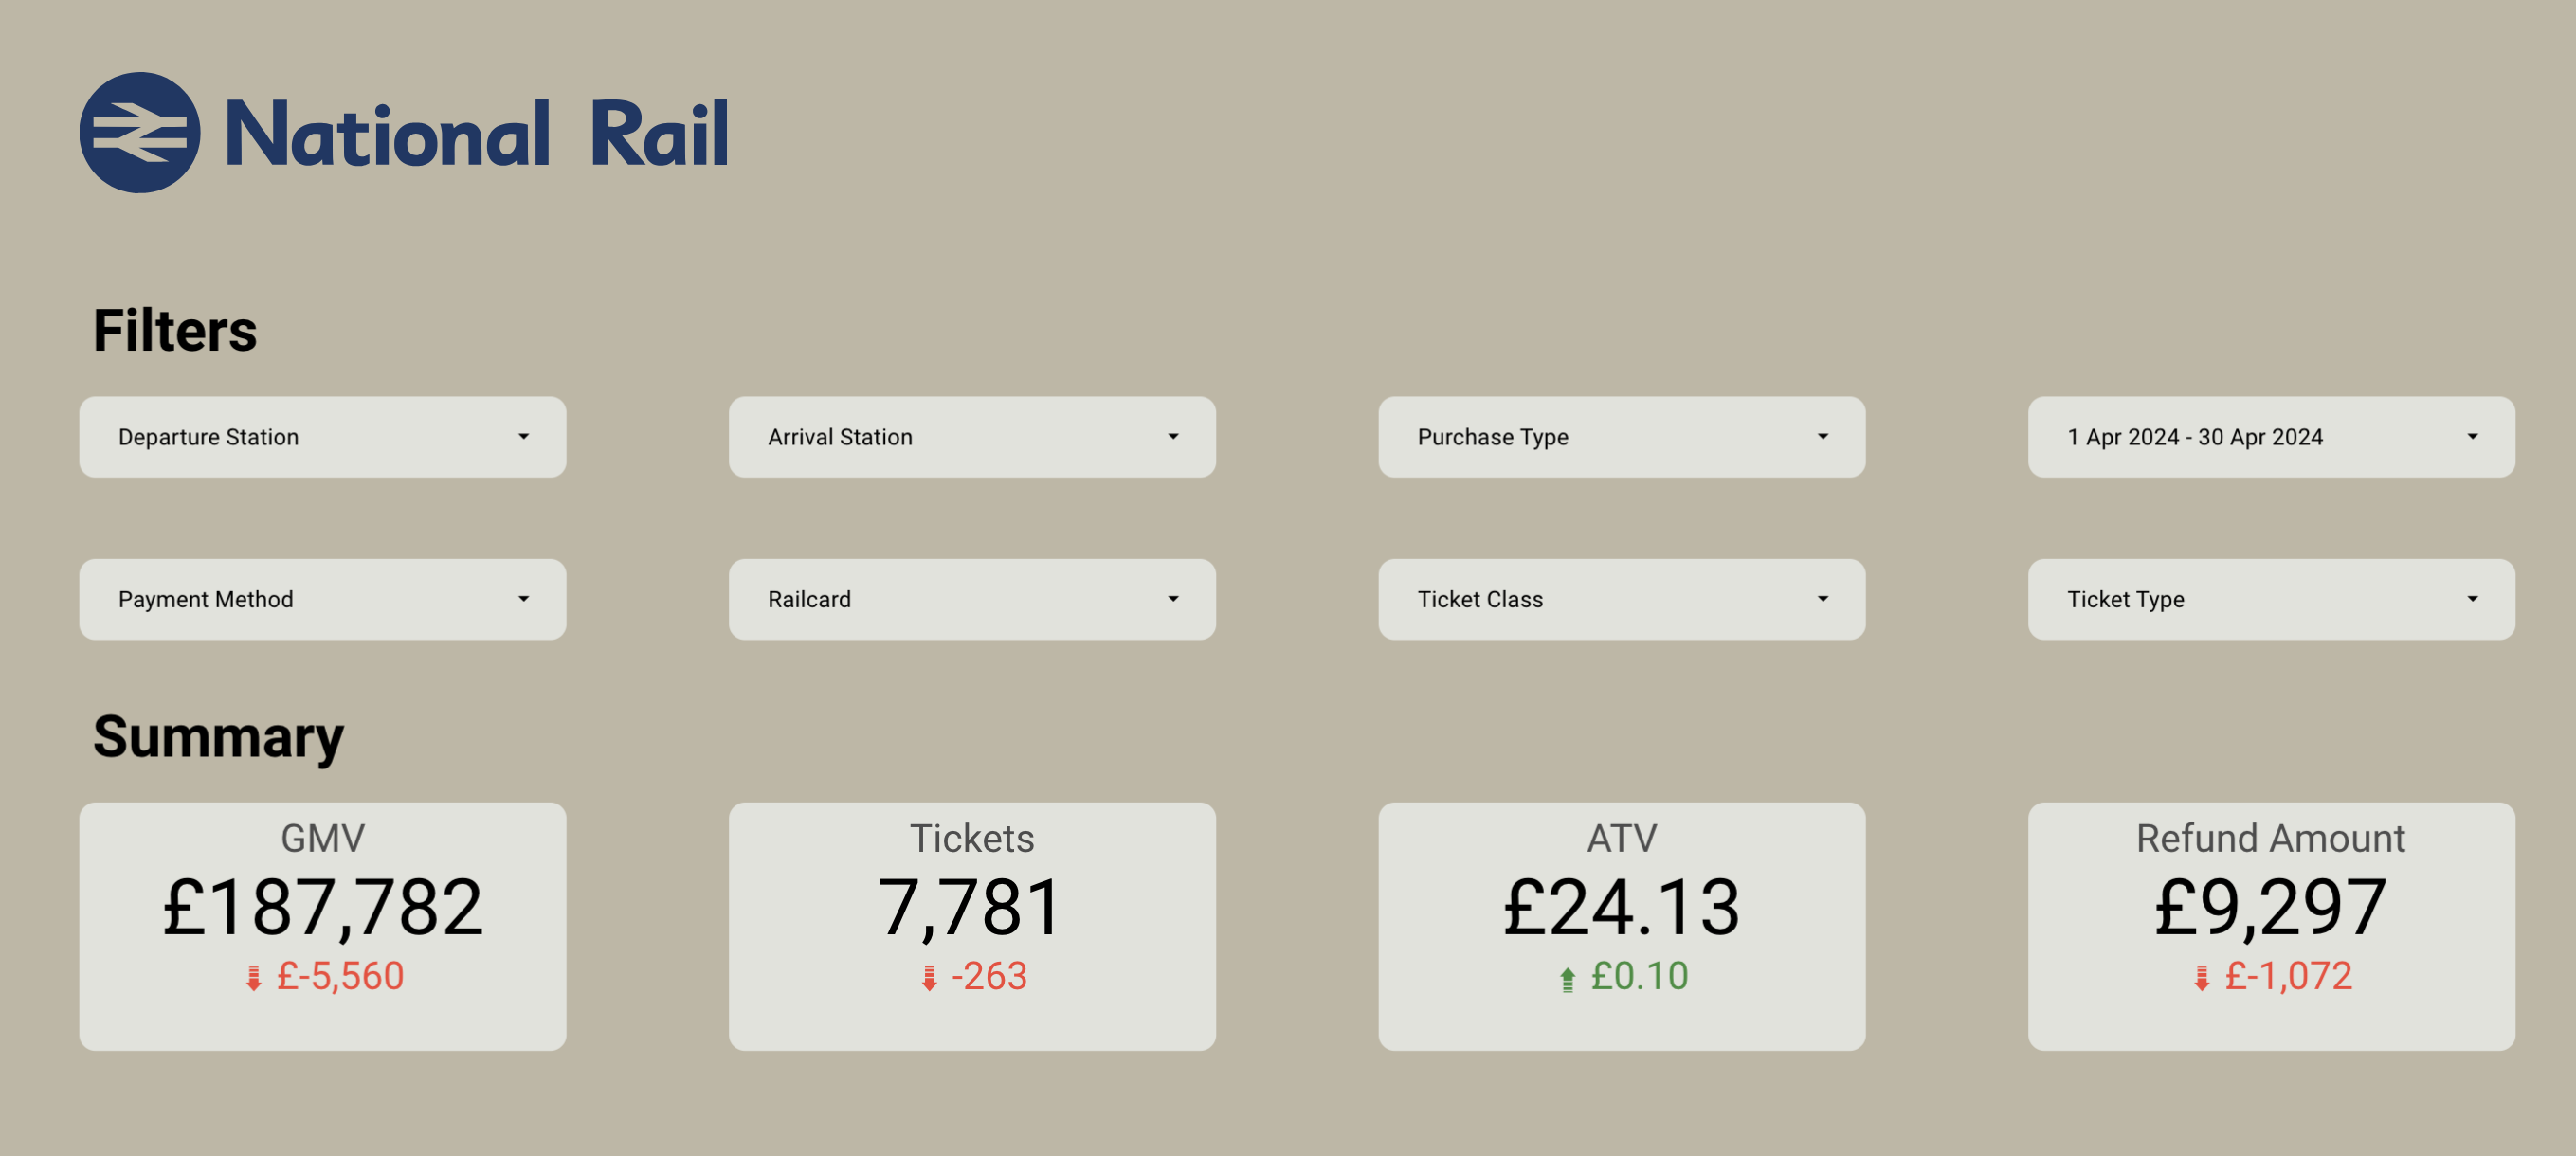 National Rail
Filters
Departure Station
Arrival Station
Purchase Type
1 Apr 2024 - 30 Apr 2024
Payment Method
Railcard
Ticket Class
Ticket Type
Summary
GMV
£187,782
£-5,560
Tickets
7,781
-263
ATV
£24.13
£0.10
Refund Amount
£9,297
£-1,072